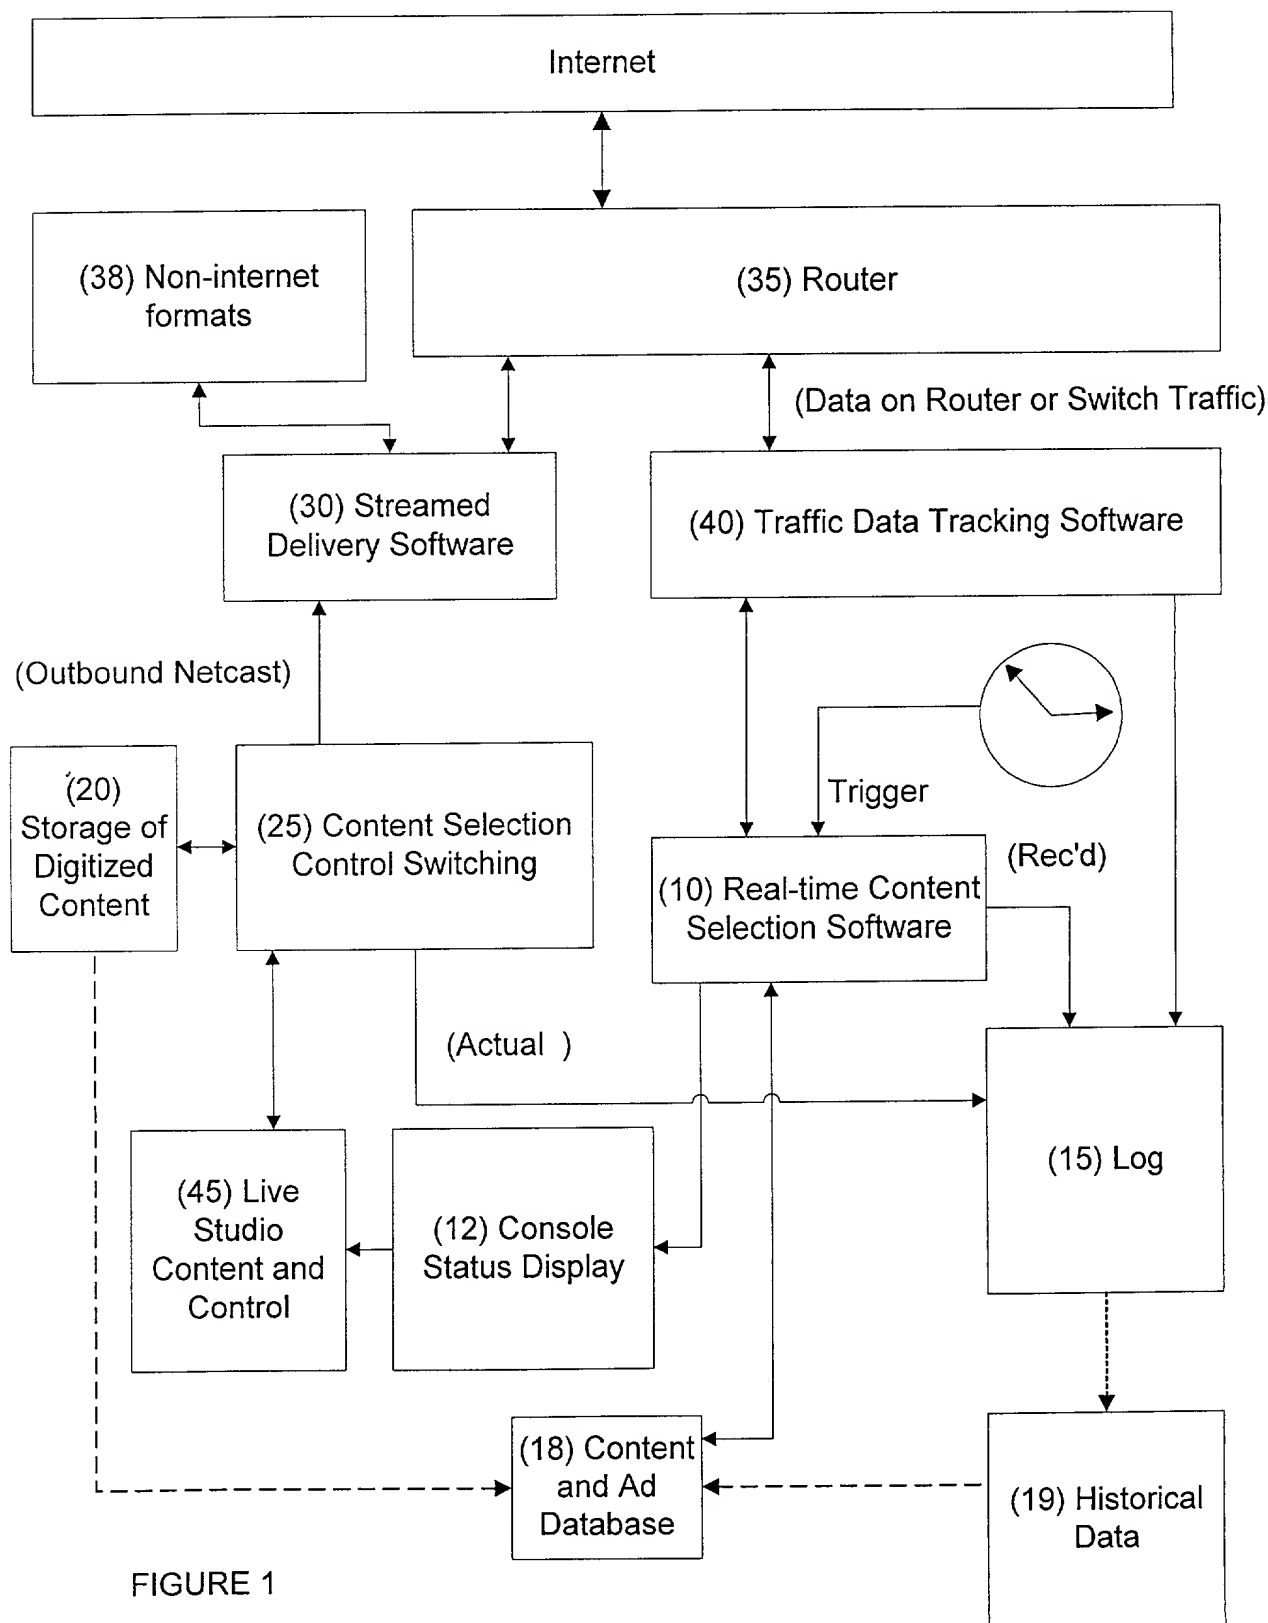 Internet
(38) Non-internet
formats
(35) Router
(Data on Router or Switch Traffic)
(30) Streamed
Delivery Software
(40) Traffic Data Tracking Software
(Outbound Netcast)
(20)
Storage of
Digitized
Content
(25) Content Selection
Control Switching
Trigger
(Rec'd)
(10) Real-time Content
Selection Software
(Actual )
(15) Log
(45) Live
Studio
Content and
Control
(12) Console
Status Display
(18) Content
and Ad
Database
(19) Historical
Data
FIGURE 1